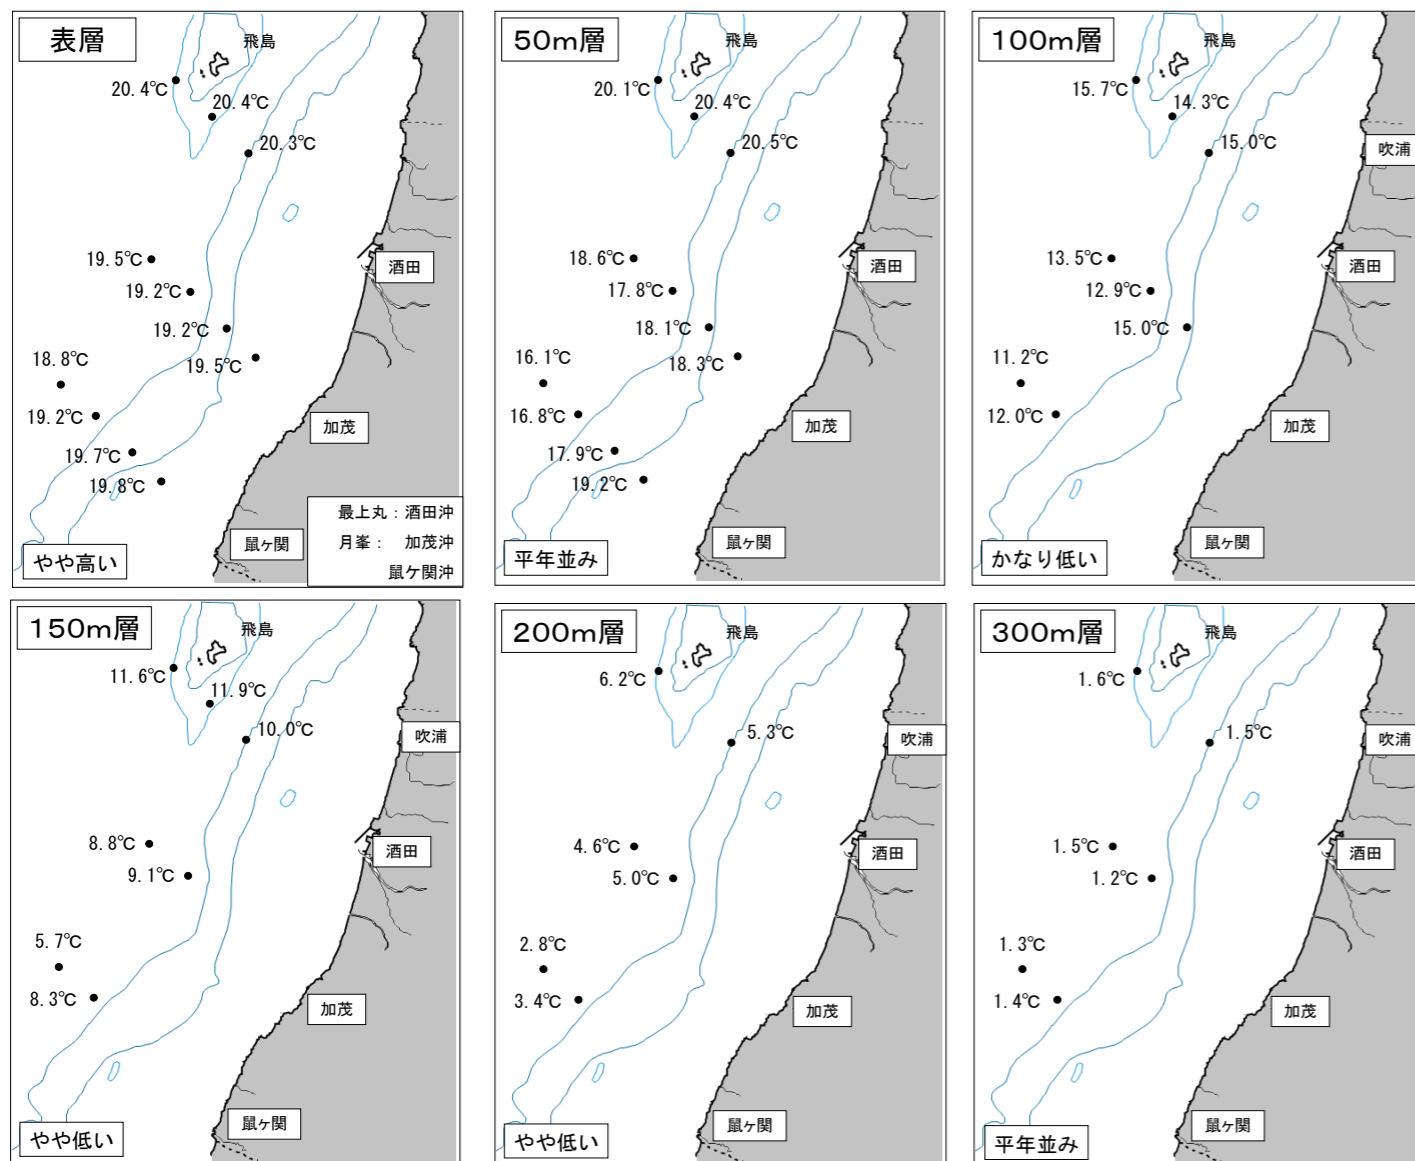 表層
飛島
20.4℃
20.4℃
20.3℃
19.5℃
酒田
19.2℃
19.2℃
18.8℃
19.5℃
19.2℃
加茂
19.7℃
19.8℃
最上丸：酒田沖
月峯： 加茂沖
鼠ケ関沖
鼠ヶ関
やや高い
50m層
飛島
20.1℃
20.4℃
20.5℃
18.6℃
酒田
17.8℃
18.1℃
16.1℃
18.3℃
16.8℃
加茂
17.9℃
19.2℃
鼠ヶ関
平年並み
100m層
飛島
15.7℃
14.3℃
15.0℃
吹浦
13.5℃
酒田
12.9℃
15.0℃
11.2℃
12.0℃
加茂
鼠ヶ関
かなり低い
150m層
飛島
11.6℃
11.9℃
10.0℃
吹浦
8.8℃
酒田
9.1℃
5.7℃
8.3℃
加茂
鼠ヶ関
やや低い
200m層
飛島
6.2℃
5.3℃
吹浦
4.6℃
酒田
5.0℃
2.8℃
3.4℃
加茂
鼠ヶ関
やや低い
300m層
飛島
1.6℃
1.5℃
吹浦
1.5℃
酒田
1.2℃
1.3℃
1.4℃
加茂
鼠ヶ関
平年並み